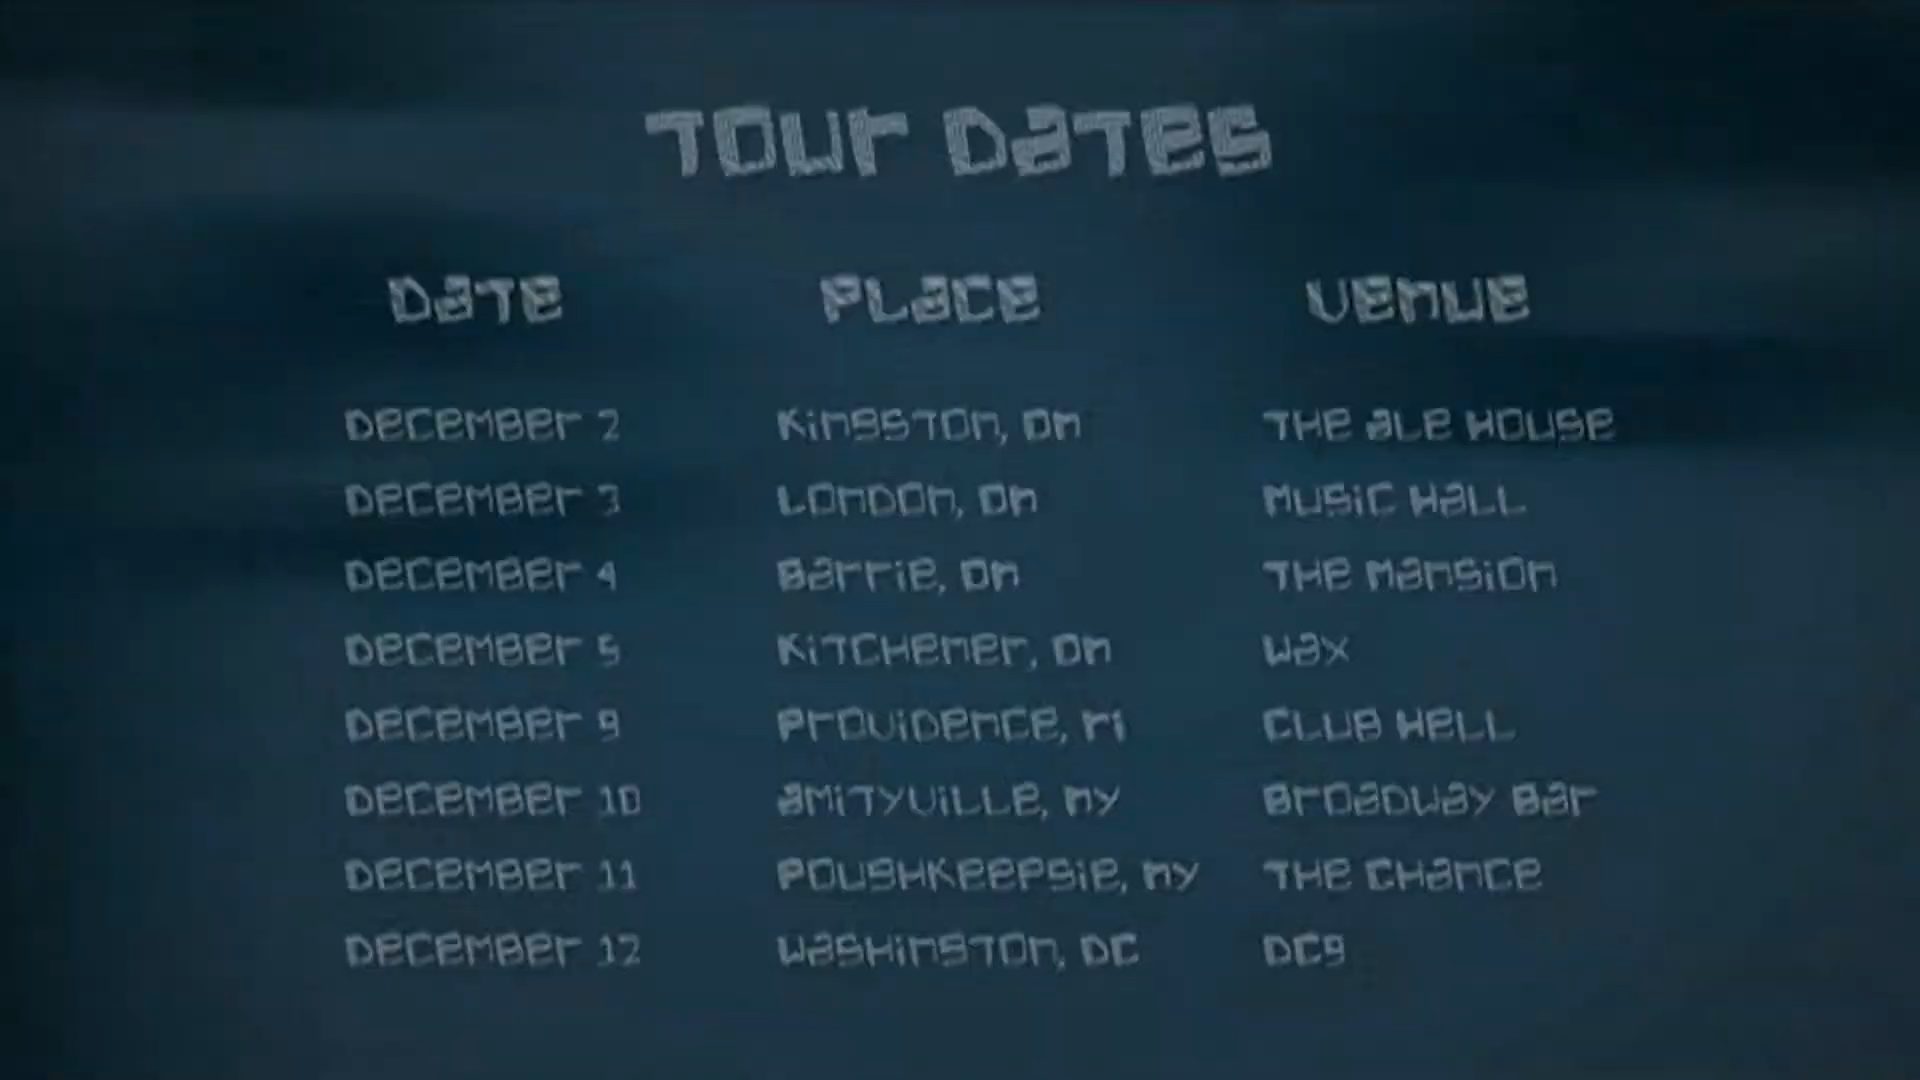 Tour Dates
Date Place Venue
December 2 Kingston, On The Ale House
December 3 London, On Music Hall
December 4 Barrie, On The Mansion
December 5 Kitchener, On Wax
December 9 Providence, RI Club Hell
December 10 Amityville, NY Broadway Bar
December 11 Poughkeepsie, NY The Chance
December 12 Washington, DC DC9